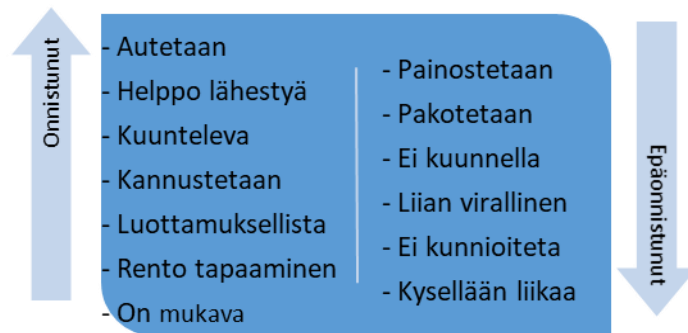 Onnistunut
- Autetaan
- Helppo lähestyä
- Kuunteleva
- Kannustetaan
- Luottamuksellista
- Rento tapaaminen
- On mukava
- Painostetaan
- Pakotetaan
- Ei kuunnella
- Liian virallinen
- Ei kunnioiteta
- Kysellään liikaa
Epäonnistunut